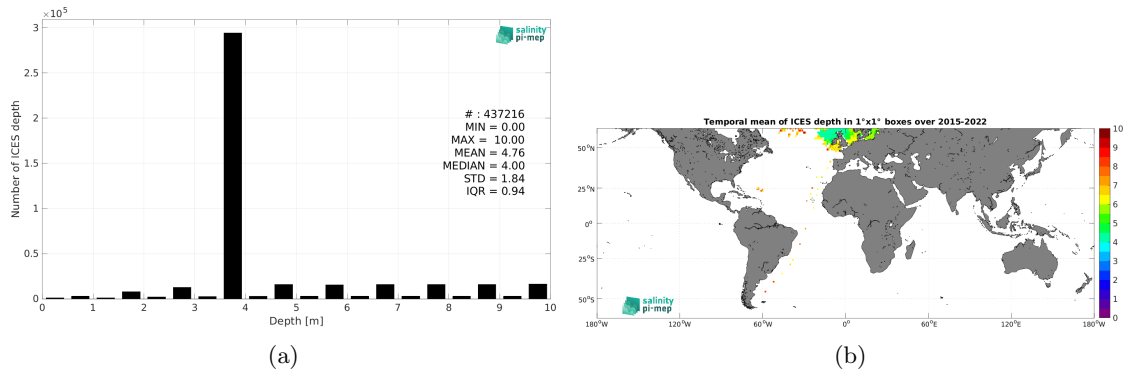 ×10⁵
3
2.5
2
1.5
1
0.5
0
Number of ICES depth
salinity
pi-mep
# : 437216
MIN = 0.00
MAX = 10.00
MEAN = 4.76
MEDIAN = 4.00
STD = 1.84
IQR = 0.94
0 1 2 3 4 5 6 7 8 9 10
Depth [m]
(a)
Temporal mean of ICES depth in 1°x1° boxes over 2015-2022
50°N
25°N
0°
25°S
50°S
salinity
pi-mep
180°W 120°W 60°W 0°E 60°E 120°E 180°W
10
9
8
7
6
5
4
3
2
1
0
(b)